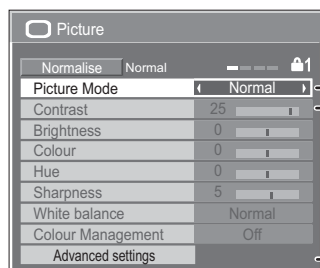 Picture
Normalise Normal 1
Picture Mode Normal
Contrast 25
Brightness 0
Colour 0
Hue 0
Sharpness 5
White balance Normal
Colour Management Off
Advanced settings